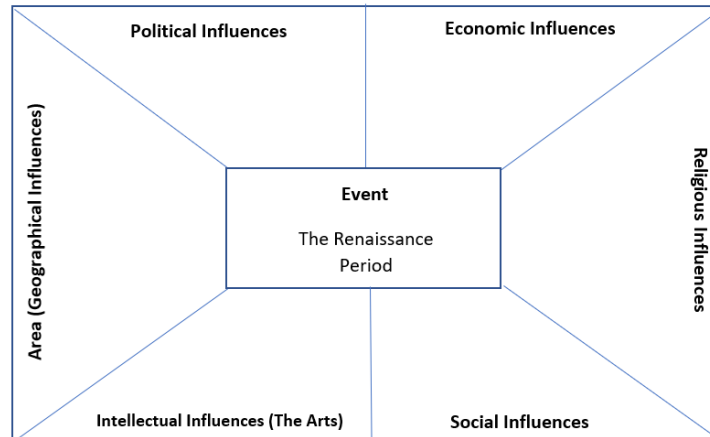 Political Influences
Economic Influences
Area (Geographical Influences)
Event
The Renaissance
Period
Religious Influences
Intellectual Influences (The Arts)
Social Influences